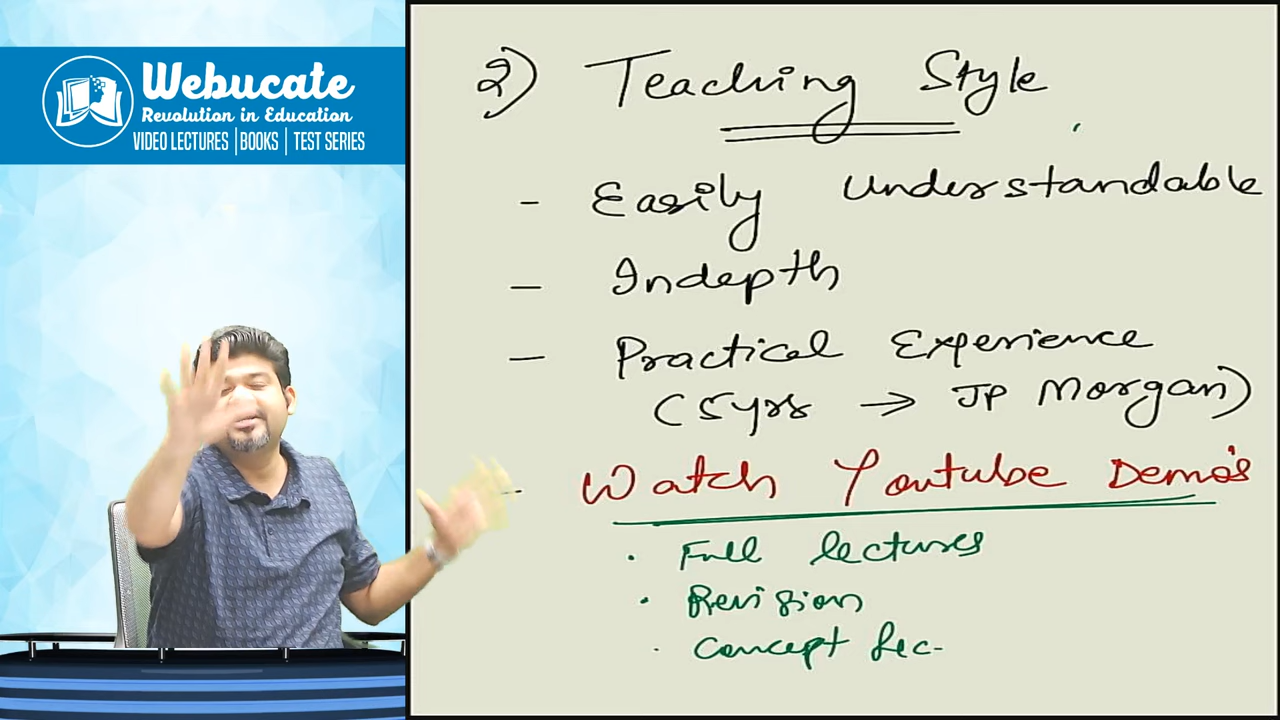 Webucate
Revolution in Education
VIDEO LECTURES | BOOKS | TEST SERIES
2) Teaching Style
- Easily Understandable
- Indepth
- Practical Experience
(5yrs → JP Morgan)
- Watch Youtube Demo's
· Full lectures
· Revision
· Concept Lec-